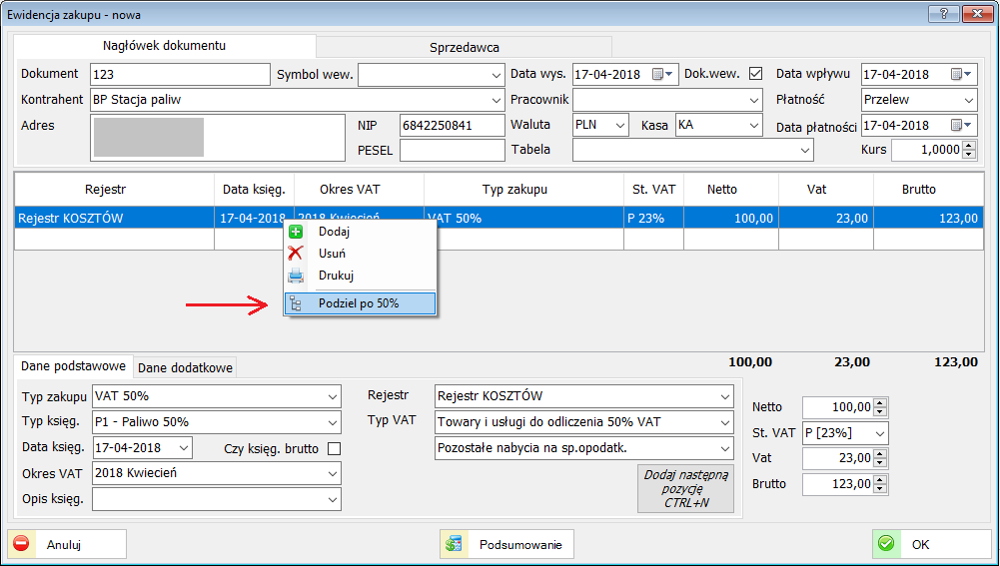 Ewidencja zakupu - nowa
Nagłówek dokumentu Sprzedawca
Dokument 123 Symbol wew. Data wys. 17-04-2018 Dok.wew. Data wpływu 17-04-2018
Kontrahent BP Stacja paliw Pracownik Płatność Przelew
Adres NIP 6842250841 Waluta PLN Kasa KA Data płatności 17-04-2018
PESEL Tabela Kurs 1,0000
Rejestr Data księg. Okres VAT Typ zakupu St. VAT Netto Vat Brutto
Rejestr KOSZTÓW 17-04-2018 2018 Kwiecień VAT 50% P 23% 100,00 23,00 123,00
Dodaj
Usuń
Drukuj
Podziel po 50%
100,00 23,00 123,00
Dane podstawowe Dane dodatkowe
Typ zakupu VAT 50% Rejestr Rejestr KOSZTÓW
Typ księg. P1 - Paliwo 50% Typ VAT Towary i usługi do odliczenia 50% VAT
Data księg. 17-04-2018 Czy księg. brutto Pozostałe nabycia na sp.opodatk.
Okres VAT 2018 Kwiecień
Opis księg.
Dodaj następną
pozycję
CTRL+N
Netto 100,00
St. VAT P [23%]
Vat 23,00
Brutto 123,00
Anuluj Podsumowanie OK